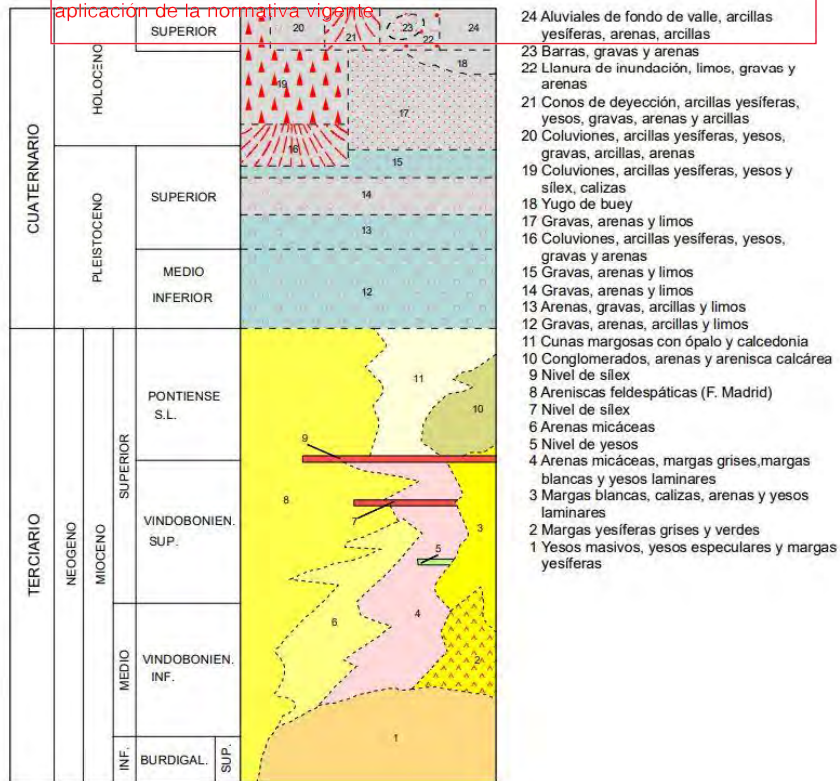 aplicación de la normativa vigente
CUATERNARIO
HOLOCENO
PLEISTOCENO
SUPERIOR
SUPERIOR
MEDIO
INFERIOR
TERCIARIO
NEOGENO
MIOCENO
SUPERIOR
MEDIO
INF.
PONTIENSE
S.L.
VINDOBONIEN.
SUP.
VINDOBONIEN.
INF.
BURDIGAL.
SUP.
20
21
23
1
22
24
18
19
17
16
15
14
13
12
11
10
9
8
7
3
5
6
4
2
1
24 Aluviales de fondo de valle, arcillas
yesíferas, arenas, arcillas
23 Barras, gravas y arenas
22 Llanura de inundación, limos, gravas y
arenas
21 Conos de deyección, arcillas yesíferas,
yesos, gravas, arenas y arcillas
20 Coluviones, arcillas yesíferas, yesos,
gravas, arcillas, arenas
19 Coluviones, arcillas yesíferas, yesos y
sílex, calizas
18 Yugo de buey
17 Gravas, arenas y limos
16 Coluviones, arcillas yesíferas, yesos,
gravas y arenas
15 Gravas, arenas y limos
14 Gravas, arenas y limos
13 Arenas, gravas, arcillas y limos
12 Gravas, arenas, arcillas y limos
11 Cunas margosas con ópalo y calcedonia
10 Conglomerados, arenas y arenisca calcárea
9 Nivel de sílex
8 Areniscas feldespáticas (F. Madrid)
7 Nivel de sílex
6 Arenas micáceas
5 Nivel de yesos
4 Arenas micáceas, margas grises,margas
blancas y yesos laminares
3 Margas blancas, calizas, arenas y yesos
laminares
2 Margas yesíferas grises y verdes
1 Yesos masivos, yesos especulares y margas
yesíferas